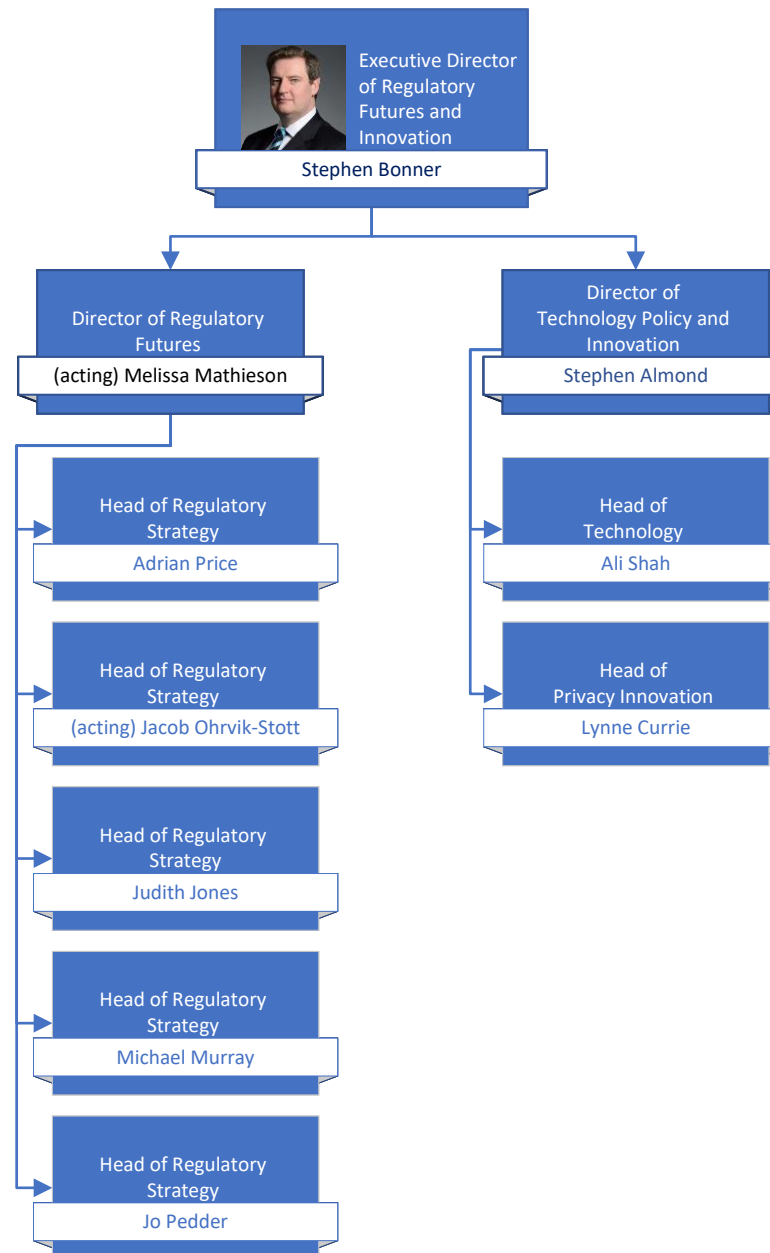 Executive Director
of Regulatory
Futures and
Innovation
Stephen Bonner
Director of Regulatory
Futures
(acting) Melissa Mathieson
Director of
Technology Policy and
Innovation
Stephen Almond
Head of Regulatory
Strategy
Adrian Price
Head of
Technology
Ali Shah
Head of Regulatory
Strategy
(acting) Jacob Ohrvik-Stott
Head of
Privacy Innovation
Lynne Currie
Head of Regulatory
Strategy
Judith Jones
Head of Regulatory
Strategy
Michael Murray
Head of Regulatory
Strategy
Jo Pedder